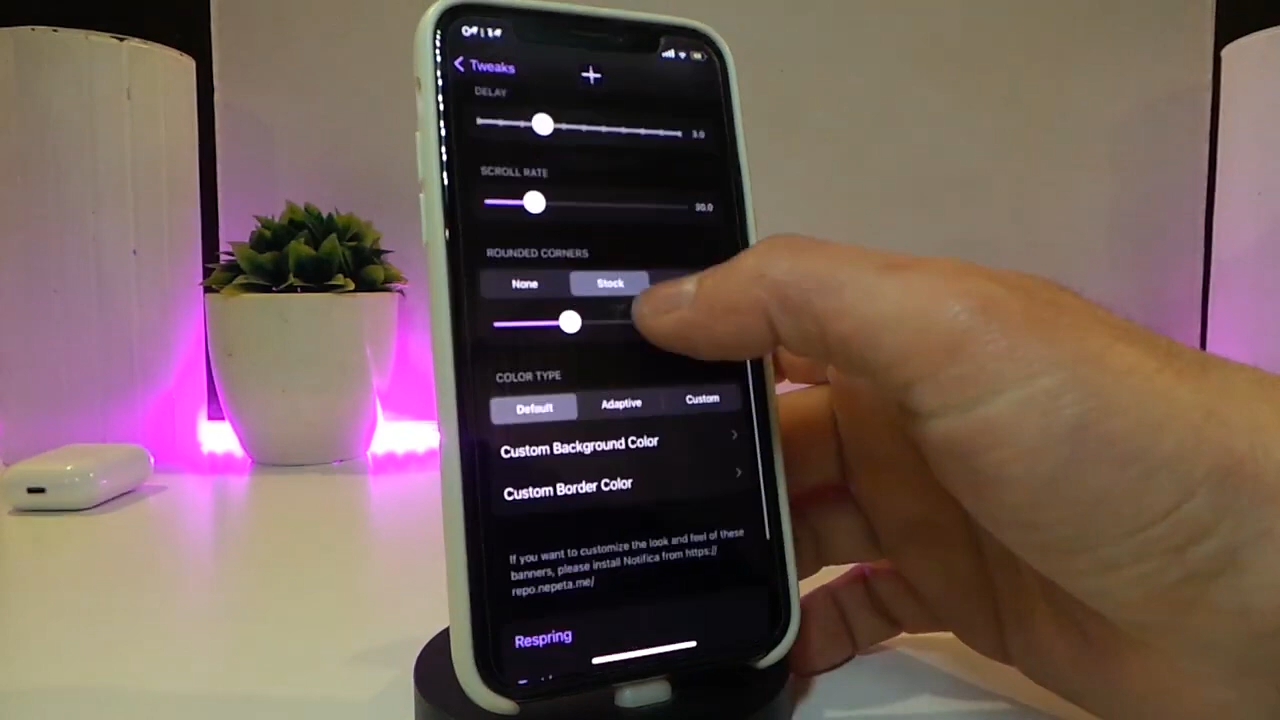 Tweaks
DELAY
3.0
SCROLL RATE
30.0
ROUNDED CORNERS
None Stock
COLOR TYPE
Default Adaptive Custom
Custom Background Color
Custom Border Color
If you want to customize the look and feel of these
banners, please install Notifica from https://
repo.nepeta.me/
Respring